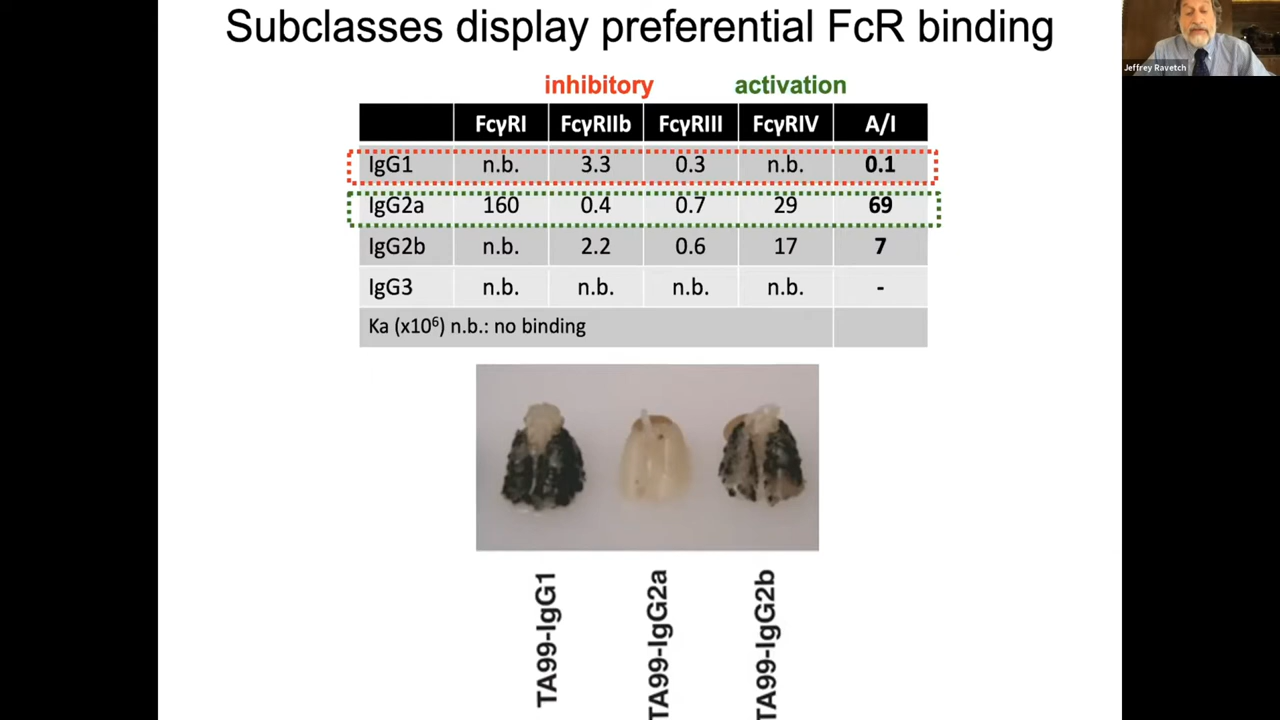 Subclasses display preferential FcR binding
Jeffrey Ravetch
inhibitory activation
FcγRI FcγRIIb FcγRIII FcγRIV A/I
IgG1 n.b. 3.3 0.3 n.b. 0.1
IgG2a 160 0.4 0.7 29 69
IgG2b n.b. 2.2 0.6 17 7
IgG3 n.b. n.b. n.b. n.b. -
Ka (x10⁶) n.b.: no binding
TA99-IgG1
TA99-IgG2a
TA99-IgG2b